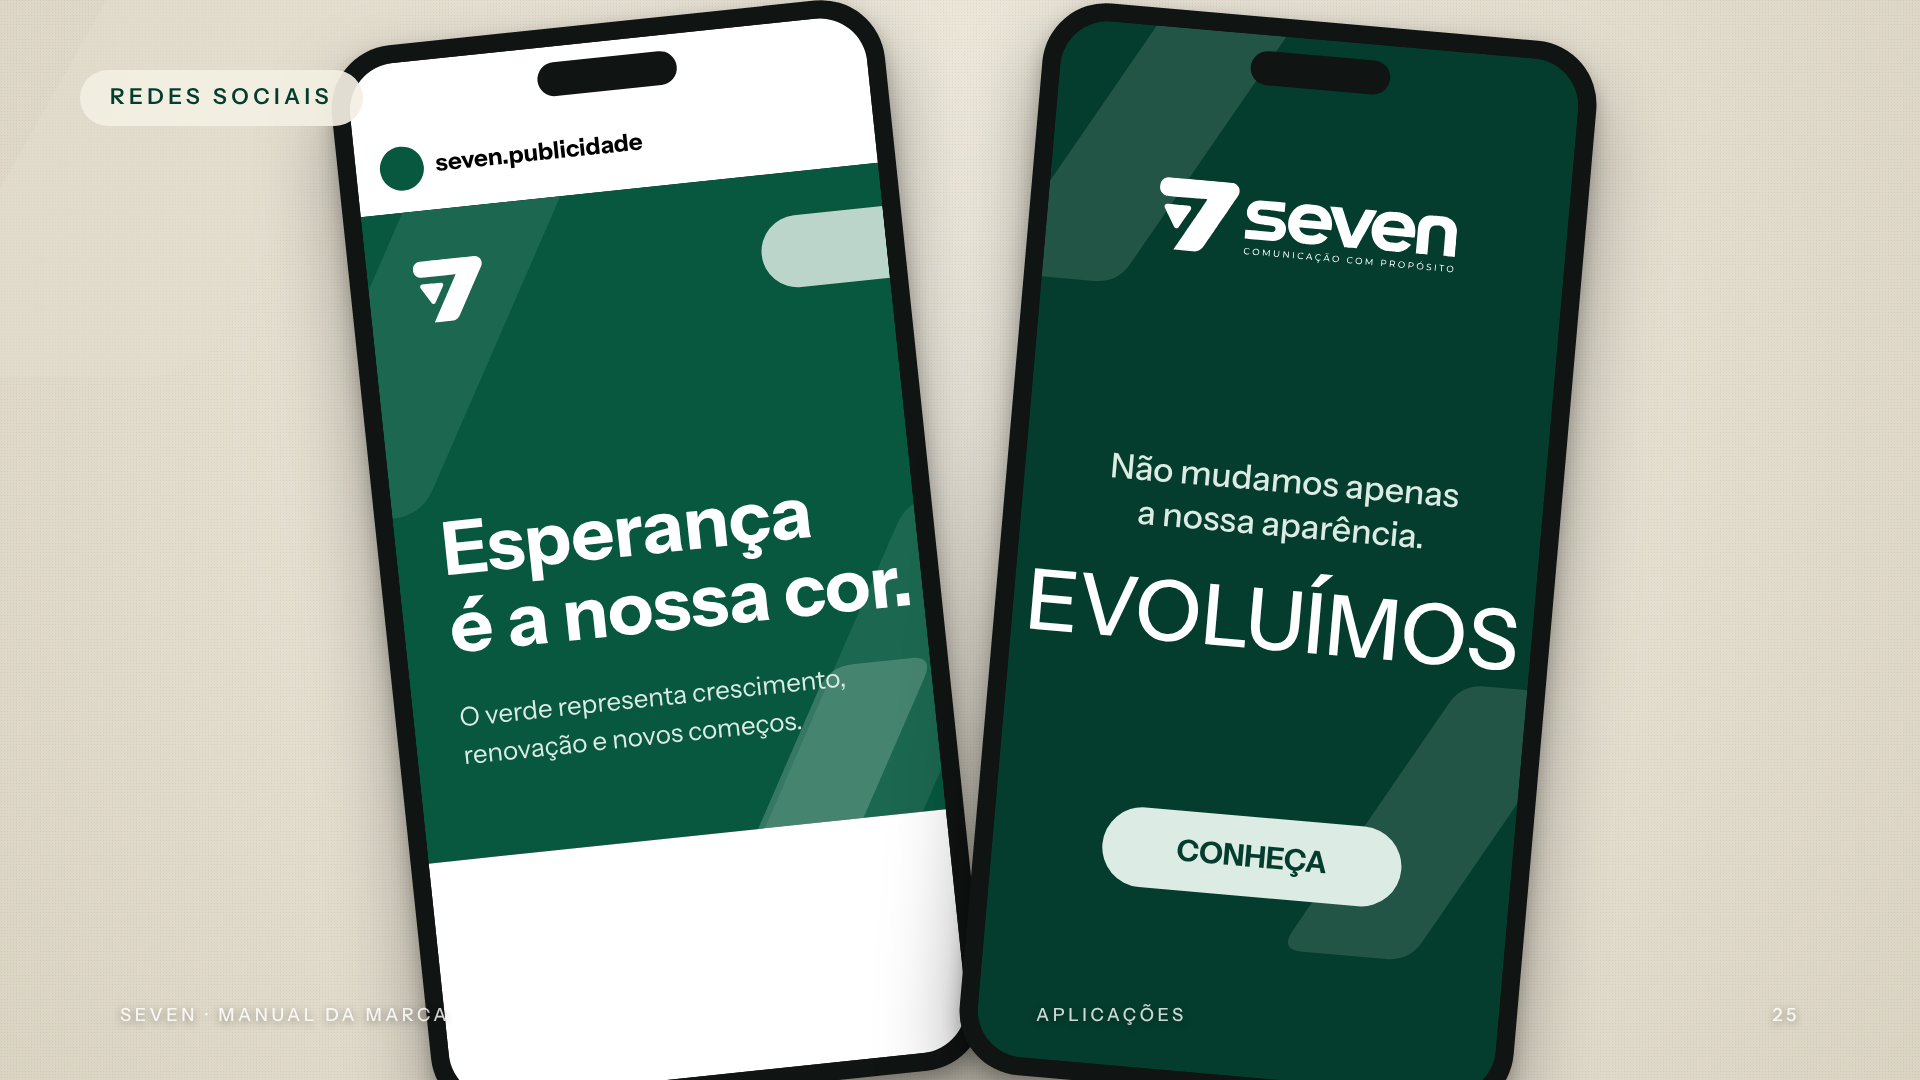 REDES SOCIAIS
seven.publicidade
Esperança
é a nossa cor.
O verde representa crescimento,
renovação e novos começos.
seven
COMUNICAÇÃO COM PROPÓSITO
Não mudamos apenas
a nossa aparência.
EVOLUÍMOS
CONHEÇA
SEVEN · MANUAL DA MARCA
APLICAÇÕES
25